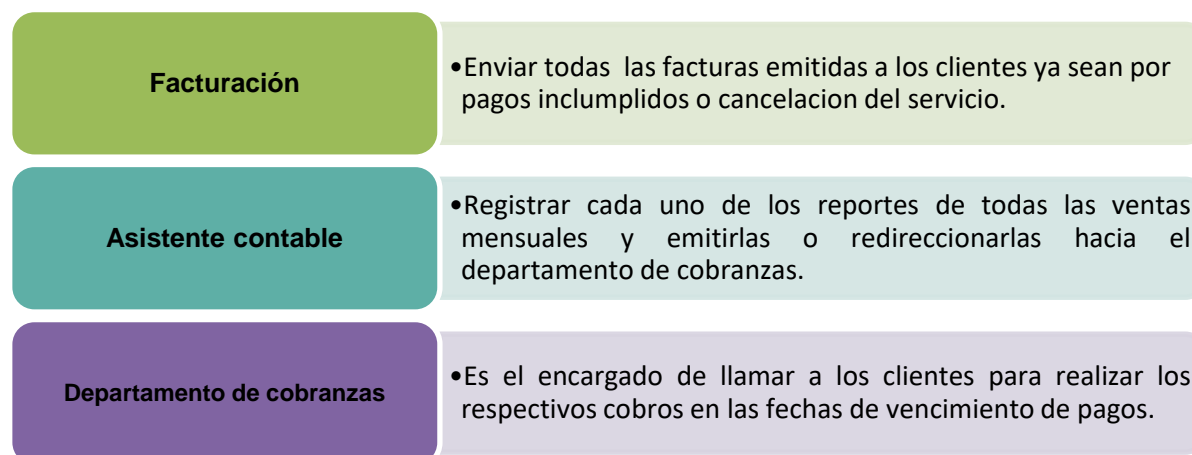 Facturación
•Enviar todas las facturas emitidas a los clientes ya sean por
pagos inclumplidos o cancelacion del servicio.
Asistente contable
•Registrar cada uno de los reportes de todas las ventas
mensuales y emitirlas o redireccionarlas hacia el
departamento de cobranzas.
Departamento de cobranzas
•Es el encargado de llamar a los clientes para realizar los
respectivos cobros en las fechas de vencimiento de pagos.